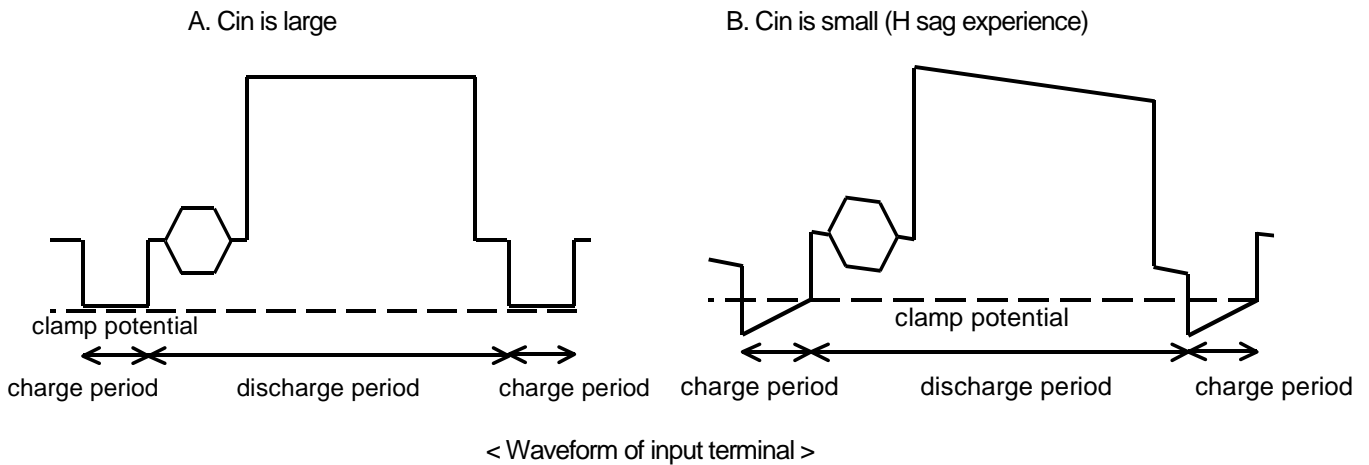 A. Cin is large
B. Cin is small (H sag experience)
clamp potential
clamp potential
charge period
discharge period
charge period
charge period
discharge period
charge period
< Waveform of input terminal >